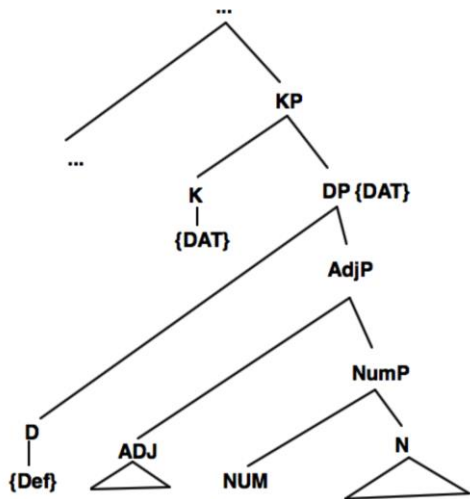 ...
KP
...
K
DP {DAT}
{DAT}
AdjP
NumP
D
ADJ
N
{Def}
NUM